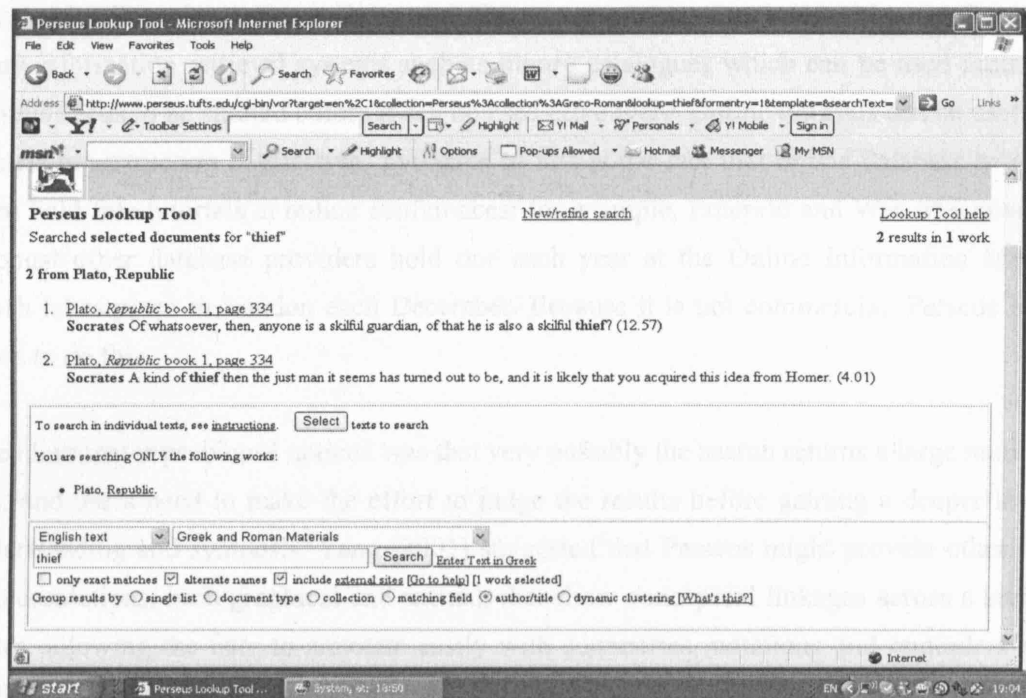 Perseus Lookup Tool - Microsoft Internet Explorer
File Edit View Favorites Tools Help
Back Search Favorites
Address http://www.perseus.tufts.edu/cgi-bin/vor?target=en%2C1&collection=Perseus%3Acollection%3AGreco-Roman&lookup=thief&formentry=1&template=&searchText= Go Links »
Y! Toolbar Settings Search Highlight Y! Mail Personals Y! Mobile Sign in
msn Search Highlight Options Pop-ups Allowed Hotmail Messenger My MSN
Perseus Lookup Tool New/refine search Lookup Tool help
Searched selected documents for "thief" 2 results in 1 work
2 from Plato, Republic
1. Plato, Republic book 1, page 334
Socrates Of whatsoever, then, anyone is a skilful guardian, of that he is also a skilful thief? (12.57)
2. Plato, Republic book 1, page 334
Socrates A kind of thief then the just man it seems has turned out to be, and it is likely that you acquired this idea from Homer. (4.01)
To search in individual texts, see instructions. Select texts to search
You are searching ONLY the following works:
• Plato, Republic.
English text Greek and Roman Materials
thief Search Enter Text in Greek
only exact matches alternate names include external sites [Go to help] [1 work selected]
Group results by single list document type collection matching field author/title dynamic clustering [What's this?]
Internet
start Perseus Lookup Tool ... EN 19:04